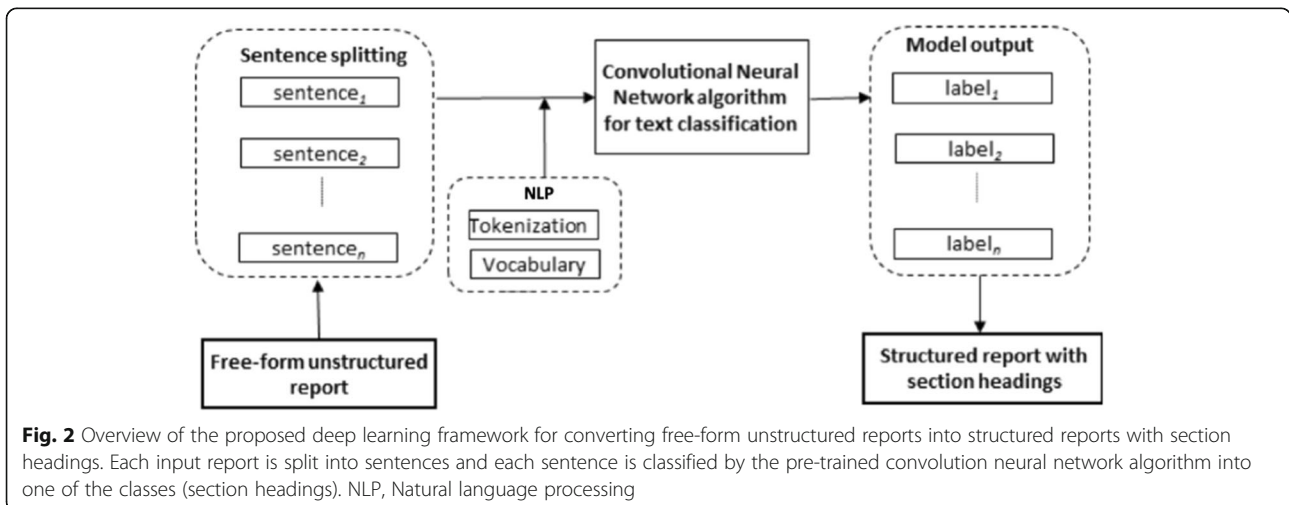 Sentence splitting
sentence1
sentence2
sentencen
Free-form unstructured
report
NLP
Tokenization
Vocabulary
Convolutional Neural
Network algorithm
for text classification
Model output
label1
label2
labeln
Structured report with
section headings
Fig. 2 Overview of the proposed deep learning framework for converting free-form unstructured reports into structured reports with section
headings. Each input report is split into sentences and each sentence is classified by the pre-trained convolution neural network algorithm into
one of the classes (section headings). NLP, Natural language processing